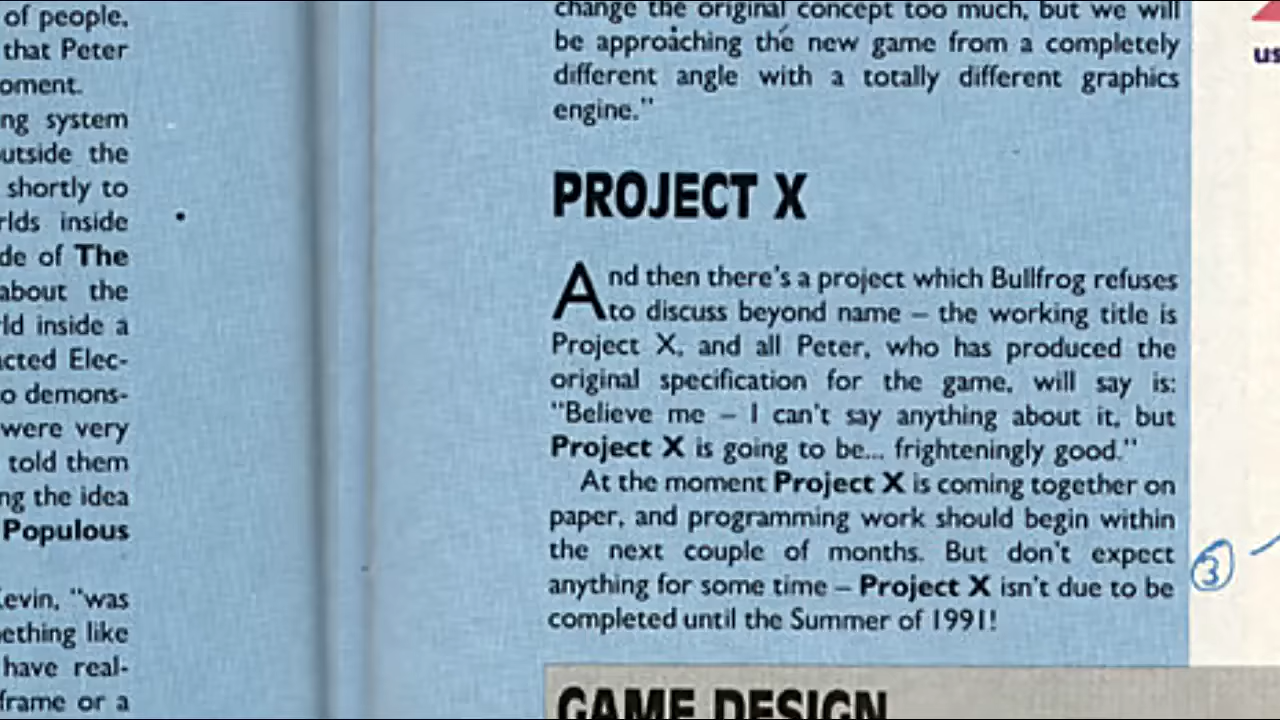 of people,
that Peter
oment.
ng system
utside the
shortly to
rlds inside
de of The
about the
ld inside a
acted Elec-
o demons-
were very
told them
ng the idea
Populous
Kevin, "was
nething like
have real-
frame or a
change the original concept too much, but we will
be approaching the new game from a completely
different angle with a totally different graphics
engine."
PROJECT X
And then there's a project which Bullfrog refuses
to discuss beyond name – the working title is
Project X, and all Peter, who has produced the
original specification for the game, will say is:
"Believe me – I can't say anything about it, but
Project X is going to be... frighteningly good."
At the moment Project X is coming together on
paper, and programming work should begin within
the next couple of months. But don't expect
anything for some time – Project X isn't due to be
completed until the Summer of 1991!
GAME DESIGN
us
3